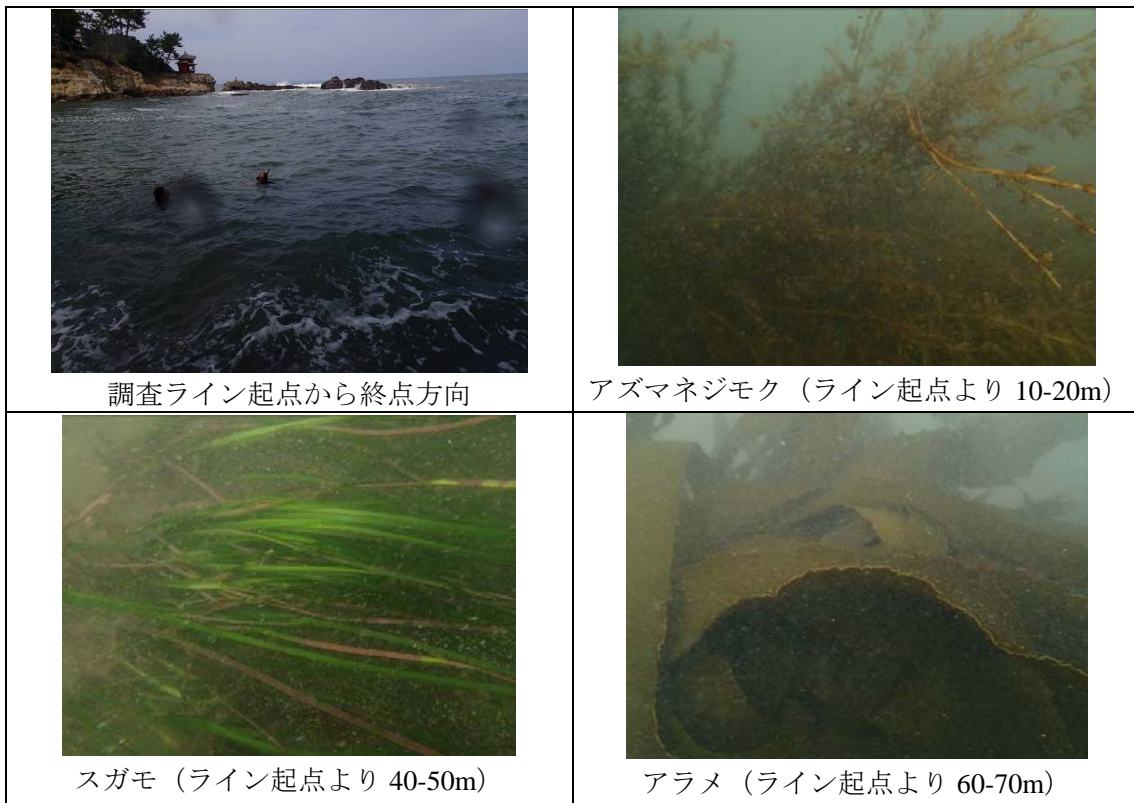 調査ライン起点から終点方向
アズマネジモク（ライン起点より 10-20m）
スガモ（ライン起点より 40-50m）
アラメ（ライン起点より 60-70m）